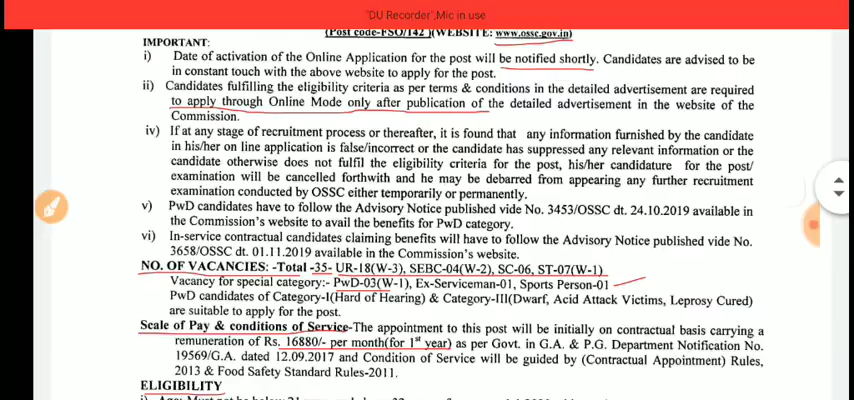 "DU Recorder",Mic in use
(Post code-FSO/142 )(WEBSITE: www.ossc.gov.in)
IMPORTANT:
i) Date of activation of the Online Application for the post will be notified shortly. Candidates are advised to be
in constant touch with the above website to apply for the post.
ii) Candidates fulfilling the eligibility criteria as per terms & conditions in the detailed advertisement are required
to apply through Online Mode only after publication of the detailed advertisement in the website of the
Commission.
iv) If at any stage of recruitment process or thereafter, it is found that any information furnished by the candidate
in his/her on line application is false/incorrect or the candidate has suppressed any relevant information or the
candidate otherwise does not fulfil the eligibility criteria for the post, his/her candidature for the post/
examination will be cancelled forthwith and he may be debarred from appearing any further recruitment
examination conducted by OSSC either temporarily or permanently.
v) PwD candidates have to follow the Advisory Notice published vide No. 3453/OSSC dt. 24.10.2019 available in
the Commission's website to avail the benefits for PwD category.
vi) In-service contractual candidates claiming benefits will have to follow the Advisory Notice published vide No.
3658/OSSC dt. 01.11.2019 available in the Commission's website.
NO. OF VACANCIES: -Total -35- UR-18(W-3), SEBC-04(W-2), SC-06, ST-07(W-1)
Vacancy for special category:- PwD-03(W-1), Ex-Serviceman-01, Sports Person-01
PwD candidates of Category-I(Hard of Hearing) & Category-III(Dwarf, Acid Attack Victims, Leprosy Cured)
are suitable to apply for the post.
Scale of Pay & conditions of Service-The appointment to this post will be initially on contractual basis carrying a
remuneration of Rs. 16880/- per month(for 1st year) as per Govt. in G.A. & P.G. Department Notification No.
19569/G.A. dated 12.09.2017 and Condition of Service will be guided by (Contractual Appointment) Rules,
2013 & Food Safety Standard Rules-2011.
ELIGIBILITY